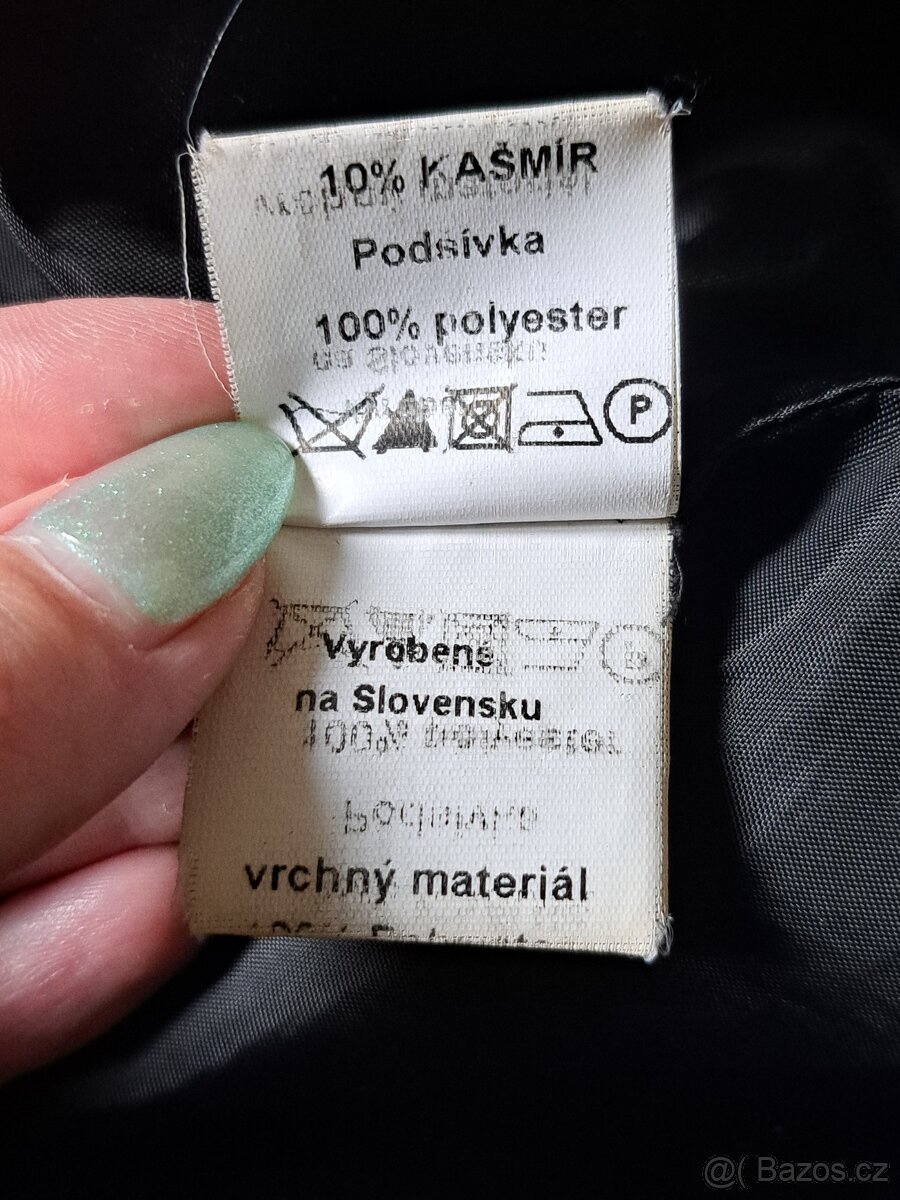 10% KAŠMÍR
Podšívka
100% polyester
P
Vyrobené
na Slovensku
vrchný materiál
@( Bazos.cz